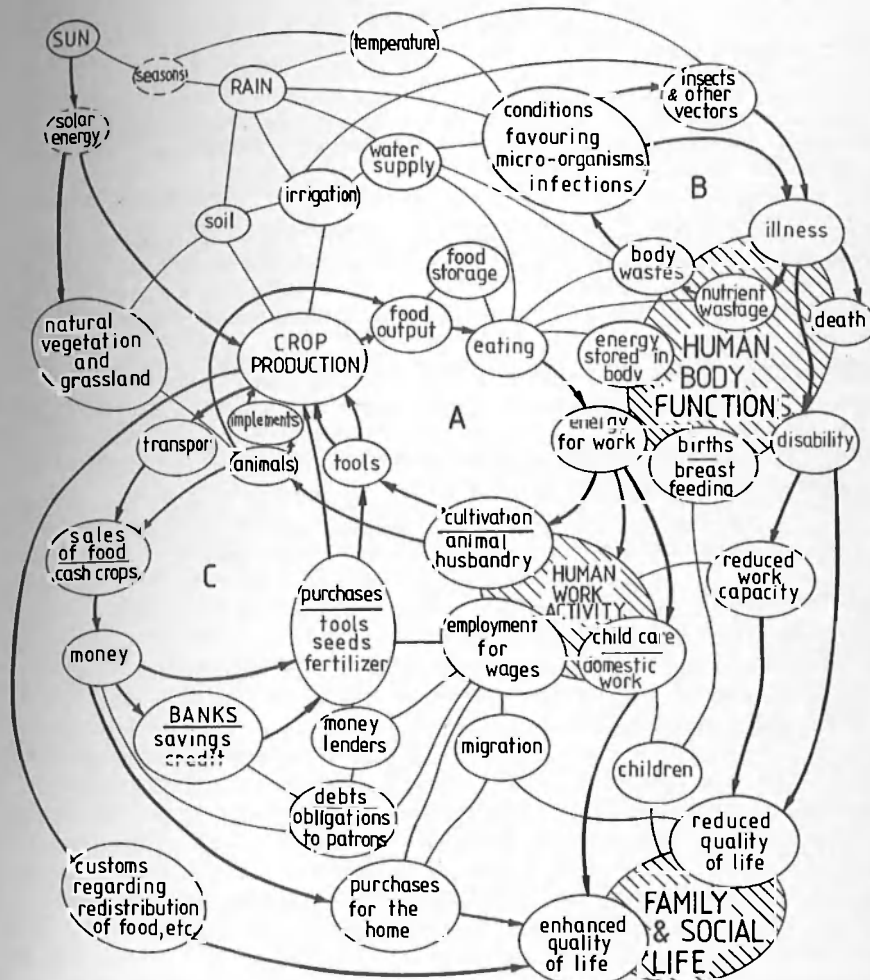 SUN
seasons
(temperature)
RAIN
insects
& other
vectors
solar
energy
conditions
favouring
micro-organisms
infections
water
supply
(irrigation)
B
soil
illness
food
storage
body
wastes
nutrient
wastage
death
natural
vegetation
and
grassland
food
output
CROP
PRODUCTION
eating
energy
stored in
body
HUMAN
BODY
FUNCTIONS
A
implements
energy
for work
transpor
(animals)
tools
births
breast
feeding
disability
sales
of food
cash crops
cultivation
animal
husbandry
C
HUMAN
WORK
ACTIVITY
reduced
work
capacity
purchases
tools
seeds
fertilizer
employment
for
wages
child care
domestic
work
money
BANKS
savings
credit
money
lenders
migration
children
debts
obligations
to patrons
reduced
quality
of life
customs
regarding
redistribution
of food, etc
purchases
for the
home
enhanced
quality
of life
FAMILY
& SOCIAL
LIFE